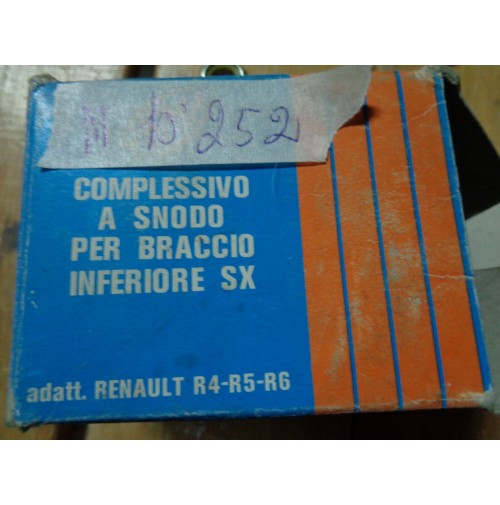 N 10252
COMPLESSIVO
A SNODO
PER BRACCIO
INFERIORE SX
adatt. RENAULT R4-R5-R6